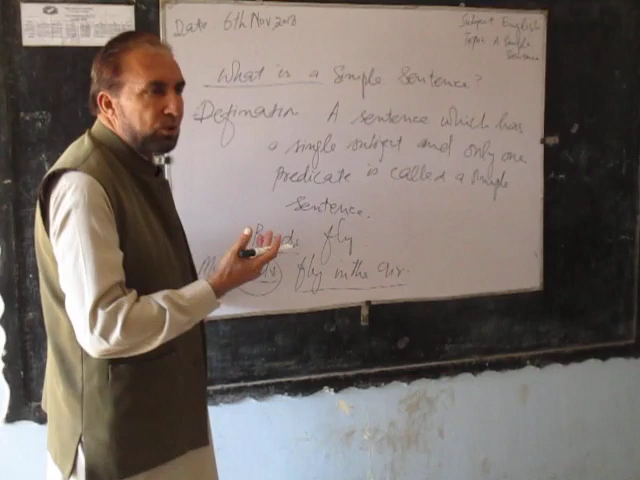 Date 6th Nov 2013
Subject English
Topic A Simple
Sentence
What is a Simple Sentence?
Defination A sentence which has
a single subject and only one
predicate is called a Simple
Sentence.
Birds fly
fly in the air.